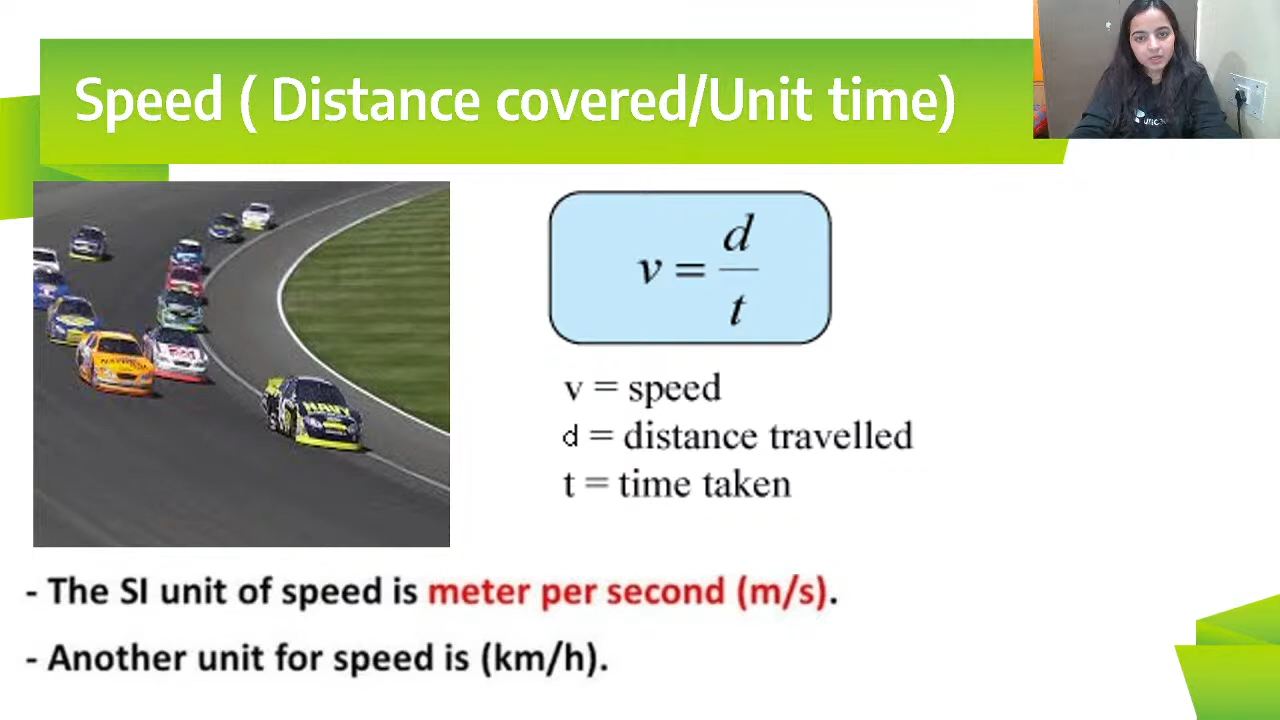 Speed ( Distance covered/Unit time)
v = d
t
v = speed
d = distance travelled
t = time taken
NAVY
- The SI unit of speed is meter per second (m/s).
- Another unit for speed is (km/h).